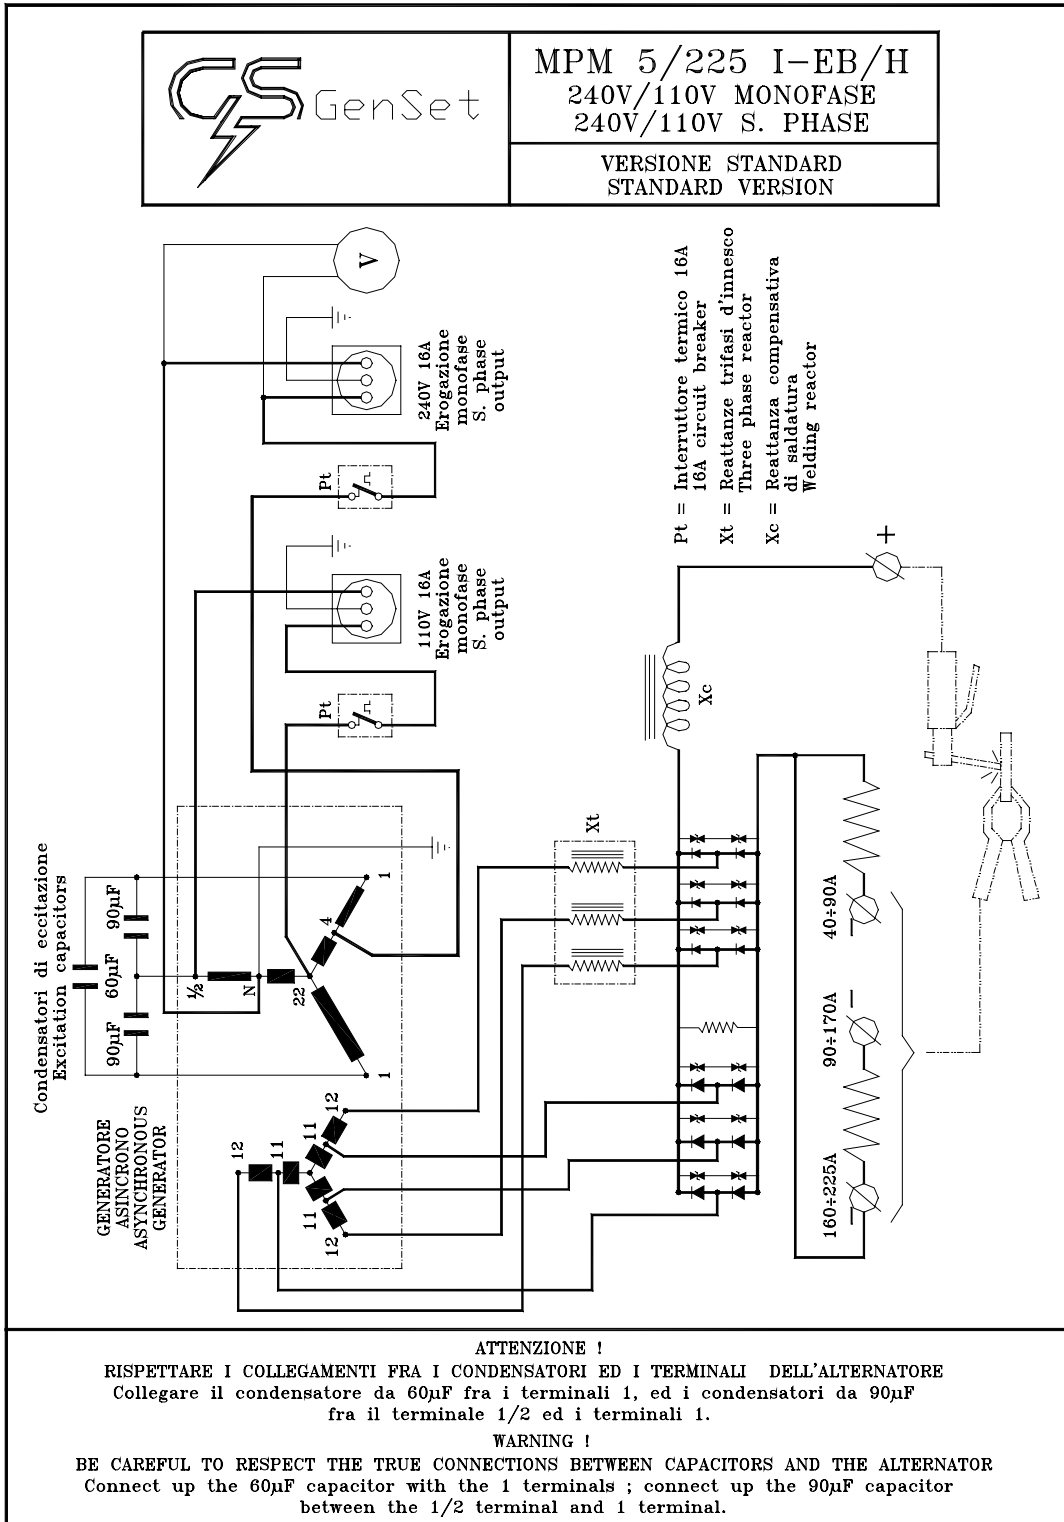 CS GenSet
MPM 5/225 I-EB/H
240V/110V MONOFASE
240V/110V S. PHASE
VERSIONE STANDARD
STANDARD VERSION
V
240V 16A
Erogazione
monofase
S. phase
output
Pt
110V 16A
Erogazione
monofase
S. phase
output
Pt
Pt = Interruttore termico 16A
16A circuit breaker
Xt = Reattanze trifasi d'innesco
Three phase reactor
Xc = Reattanza compensativa
di saldatura
Welding reactor
+
Xc
Xt
Condensatori di eccitazione
Excitation capacitors
90µF
60µF
90µF
1
4
½
N
22
1
GENERATORE
ASINCRONO
ASYNCHRONOUS
GENERATOR
12
11
11
12
11
12
40÷90A
90÷170A
160÷225A
ATTENZIONE !
RISPETTARE I COLLEGAMENTI FRA I CONDENSATORI ED I TERMINALI DELL'ALTERNATORE
Collegare il condensatore da 60µF fra i terminali 1, ed i condensatori da 90µF
fra il terminale 1/2 ed i terminali 1.
WARNING !
BE CAREFUL TO RESPECT THE TRUE CONNECTIONS BETWEEN CAPACITORS AND THE ALTERNATOR
Connect up the 60µF capacitor with the 1 terminals ; connect up the 90µF capacitor
between the 1/2 terminal and 1 terminal.